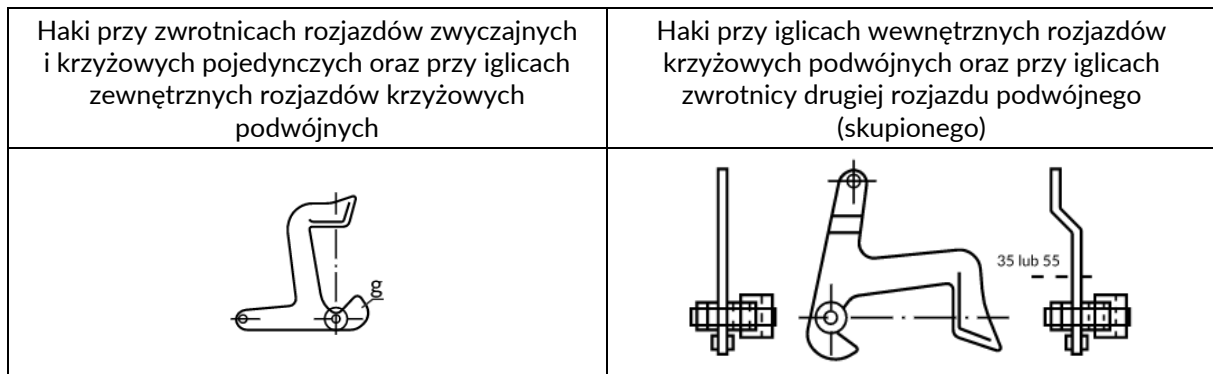 Haki przy zwrotnicach rozjazdów zwyczajnych
i krzyżowych pojedynczych oraz przy iglicach
zewnętrznych rozjazdów krzyżowych
podwójnych
Haki przy iglicach wewnętrznych rozjazdów
krzyżowych podwójnych oraz przy iglicach
zwrotnicy drugiej rozjazdu podwójnego
(skupionego)
g
35 lub 55